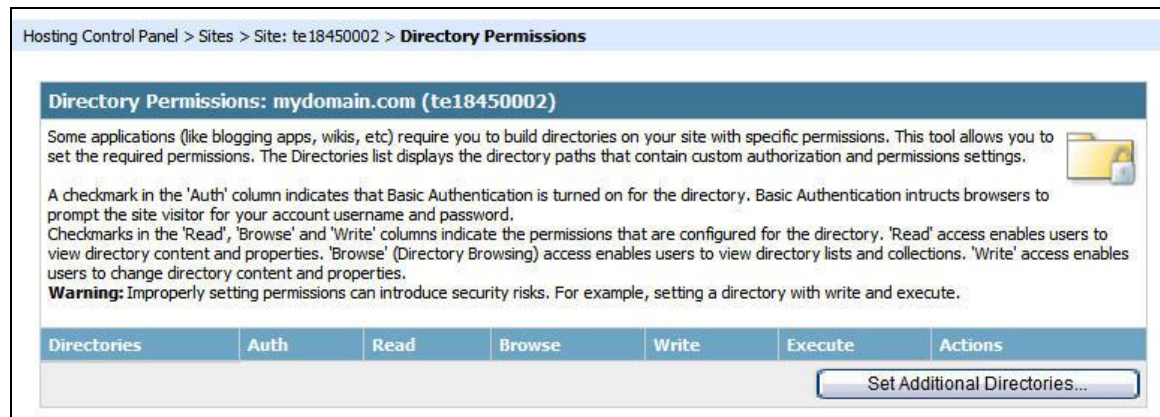 Hosting Control Panel > Sites > Site: te18450002 > Directory Permissions
Directory Permissions: mydomain.com (te18450002)
Some applications (like blogging apps, wikis, etc) require you to build directories on your site with specific permissions. This tool allows you to
set the required permissions. The Directories list displays the directory paths that contain custom authorization and permissions settings.
A checkmark in the 'Auth' column indicates that Basic Authentication is turned on for the directory. Basic Authentication intructs browsers to
prompt the site visitor for your account username and password.
Checkmarks in the 'Read', 'Browse' and 'Write' columns indicate the permissions that are configured for the directory. 'Read' access enables users to
view directory content and properties. 'Browse' (Directory Browsing) access enables users to view directory lists and collections. 'Write' access enables
users to change directory content and properties.
Warning: Improperly setting permissions can introduce security risks. For example, setting a directory with write and execute.
Directories Auth Read Browse Write Execute Actions
Set Additional Directories...